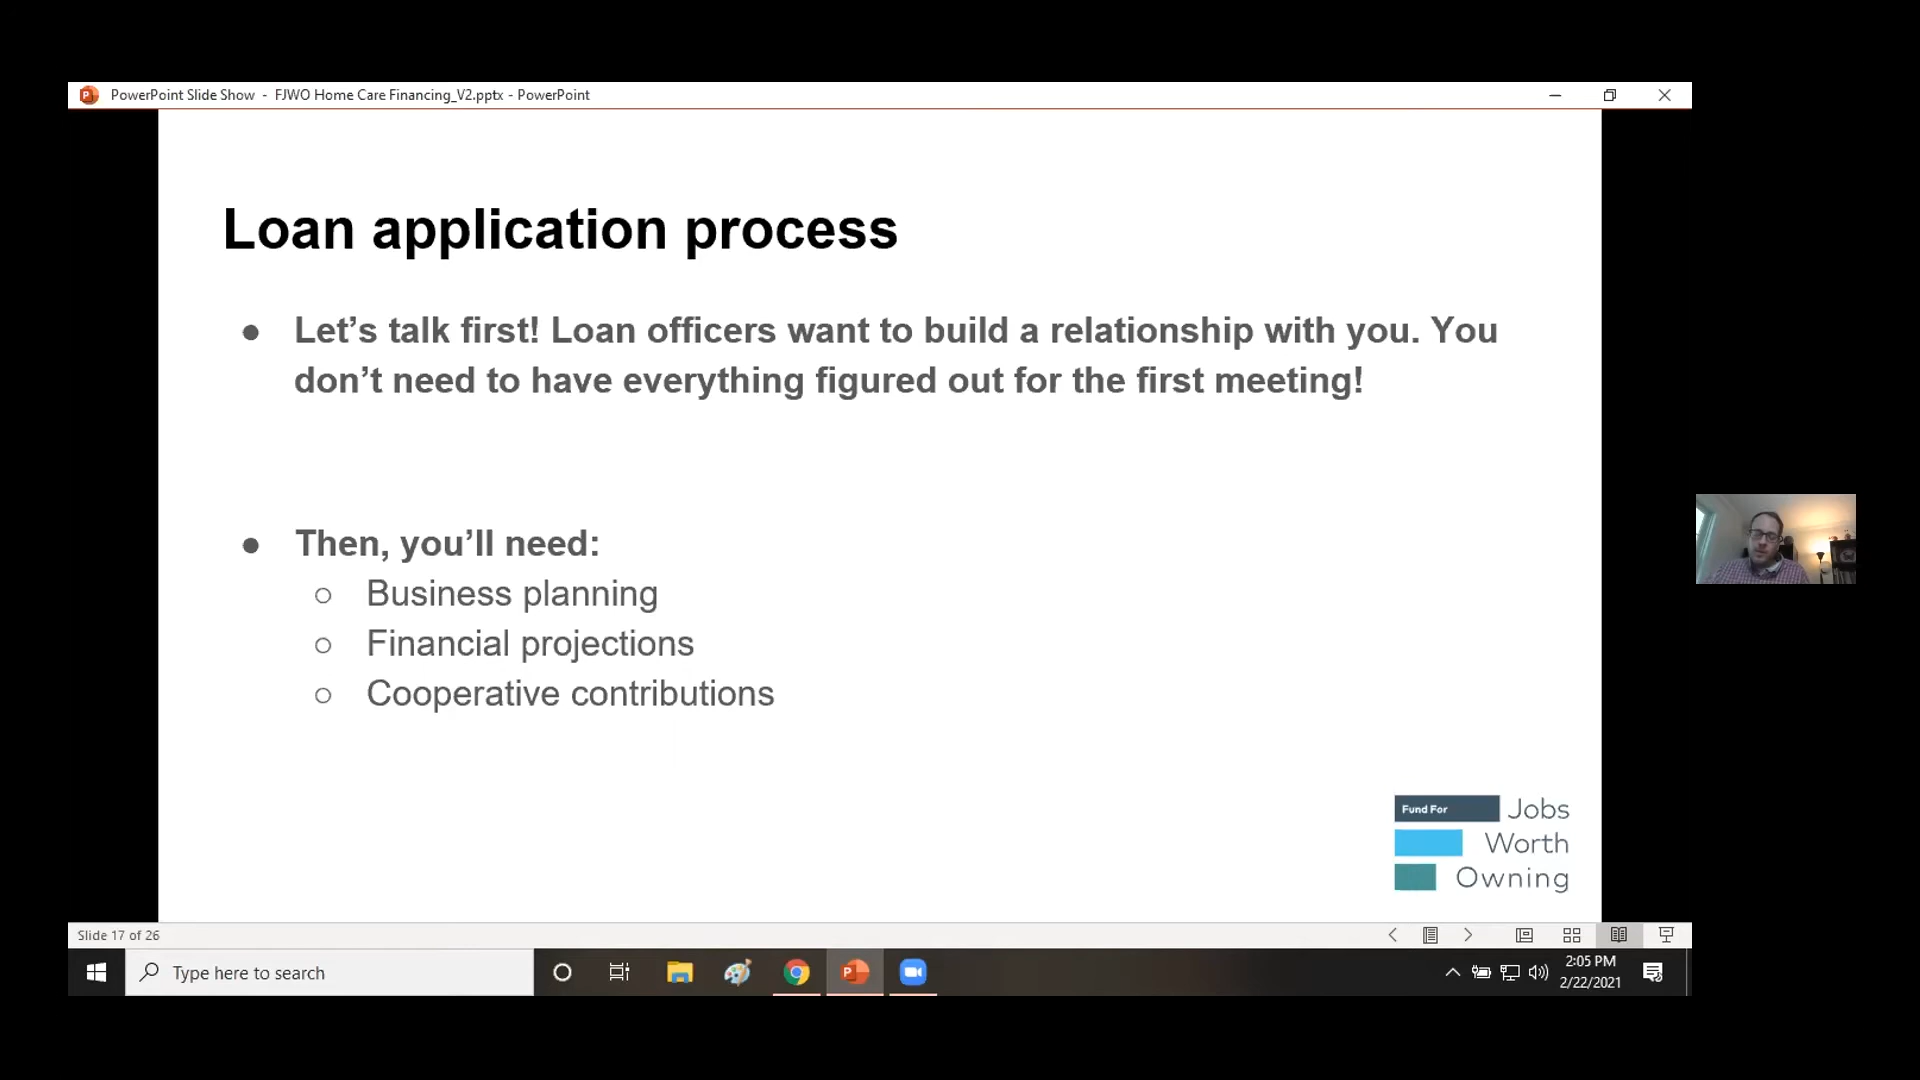 PowerPoint Slide Show - FJWO Home Care Financing_V2.pptx - PowerPoint
Loan application process
● Let’s talk first! Loan officers want to build a relationship with you. You
don’t need to have everything figured out for the first meeting!
● Then, you’ll need:
○ Business planning
○ Financial projections
○ Cooperative contributions
Fund For Jobs
Worth
Owning
Slide 17 of 26
Type here to search
2:05 PM
2/22/2021